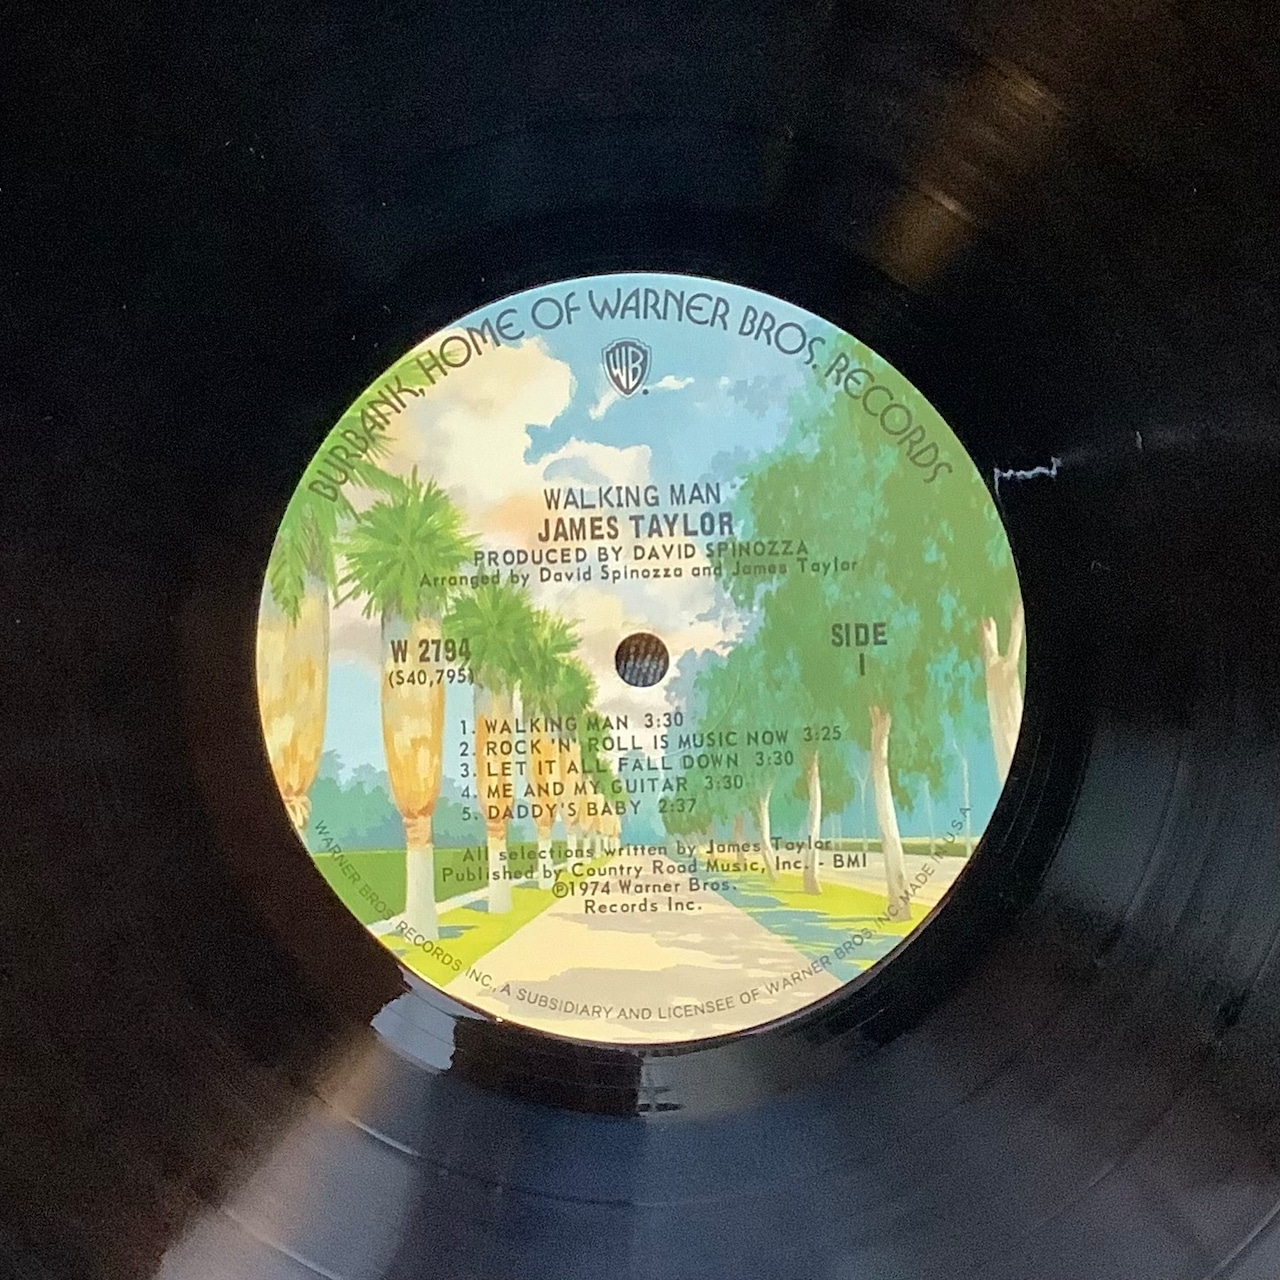 BURBANK, HOME OF WARNER BROS. RECORDS
WB
WALKING MAN
JAMES TAYLOR
PRODUCED BY DAVID SPINOZZA
Arranged by David Spinozza and James Taylor
W 2794
(S40,795)
SIDE
1
1. WALKING MAN 3:30
2. ROCK 'N' ROLL IS MUSIC NOW 3:25
3. LET IT ALL FALL DOWN 3:30
4. ME AND MY GUITAR 3:30
5. DADDY'S BABY 2:37
All selections written by James Taylor
Published by Country Road Music, Inc. - BMI
℗1974 Warner Bros.
Records Inc.
WARNER BROS. RECORDS INC., A SUBSIDIARY AND LICENSEE OF WARNER BROS. INC. MADE IN U.S.A.